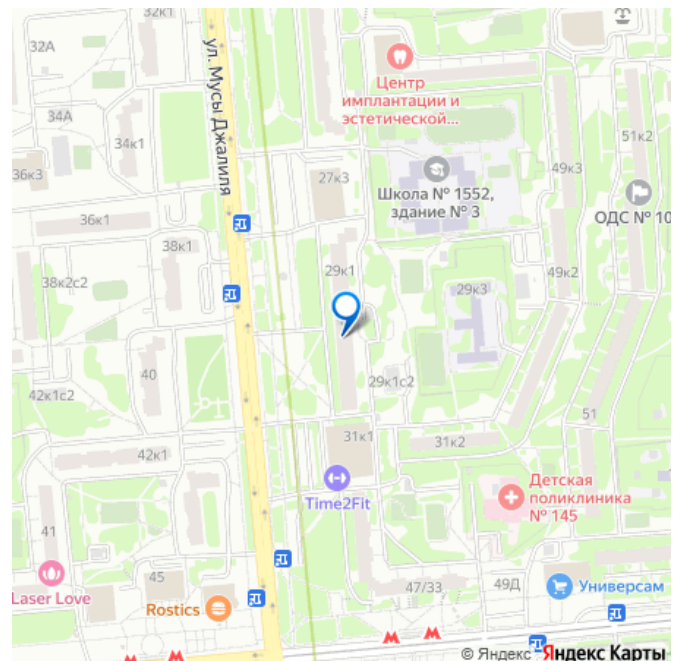 32к1
32А
ул. Мусы Джалиля
Центр
имплантации и
эстетической...
34А
34к1
51к2
36к3
27к3
49к3
Школа № 1552,
здание № 3
ОДС № 10
36к1
38к1
29к1
49к2
38к2с2
29к3
40
29к1с2
42к1с2
51
31к1
31к2
42к1
Time2Fit
Детская
поликлиника
№ 145
41
45
47/33
49Д
Универсам
Laser Love
Rostics
© Яндекс
Яндекс Карты